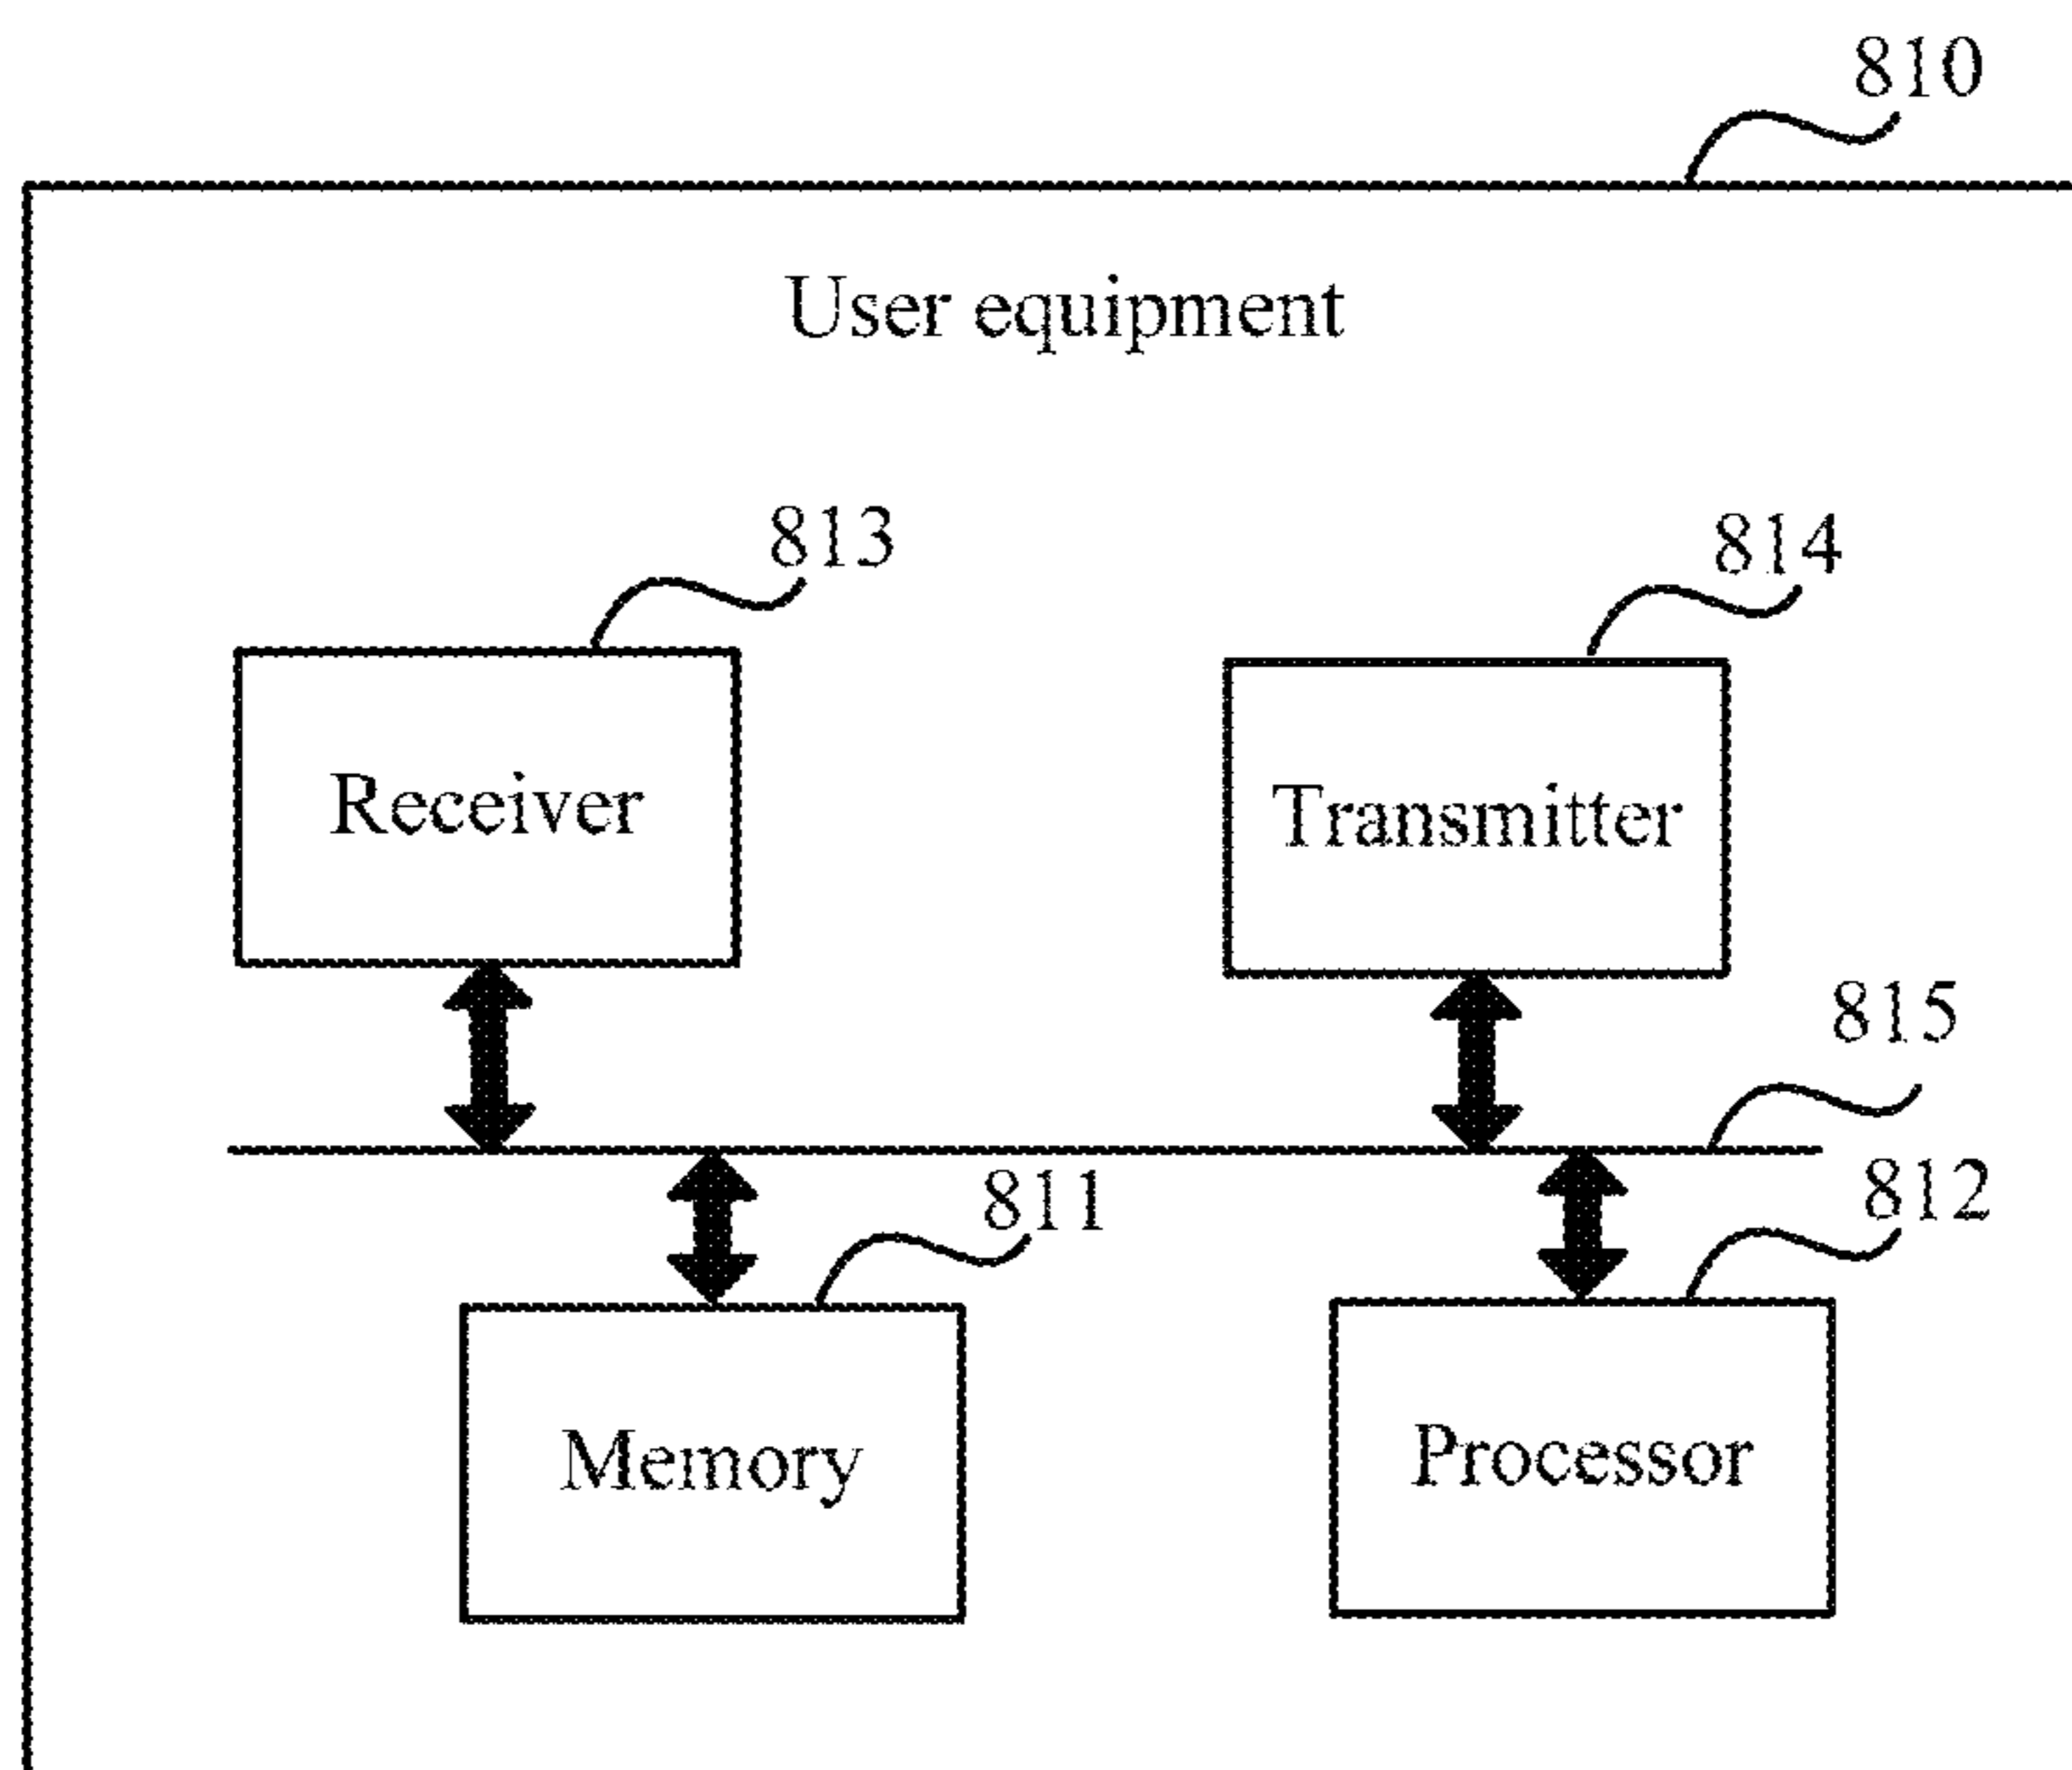 810
User equipment
813
814
Receiver
Transmitter
815
811
812
Memory
Processor